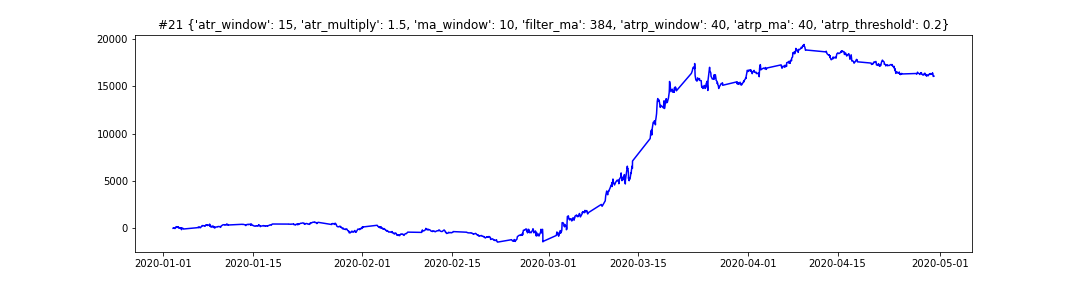 #21 {'atr_window': 15, 'atr_multiply': 1.5, 'ma_window': 10, 'filter_ma': 384, 'atrp_window': 40, 'atrp_ma': 40, 'atrp_threshold': 0.2}
20000
15000
10000
5000
0
2020-01-01 2020-01-15 2020-02-01 2020-02-15 2020-03-01 2020-03-15 2020-04-01 2020-04-15 2020-05-01